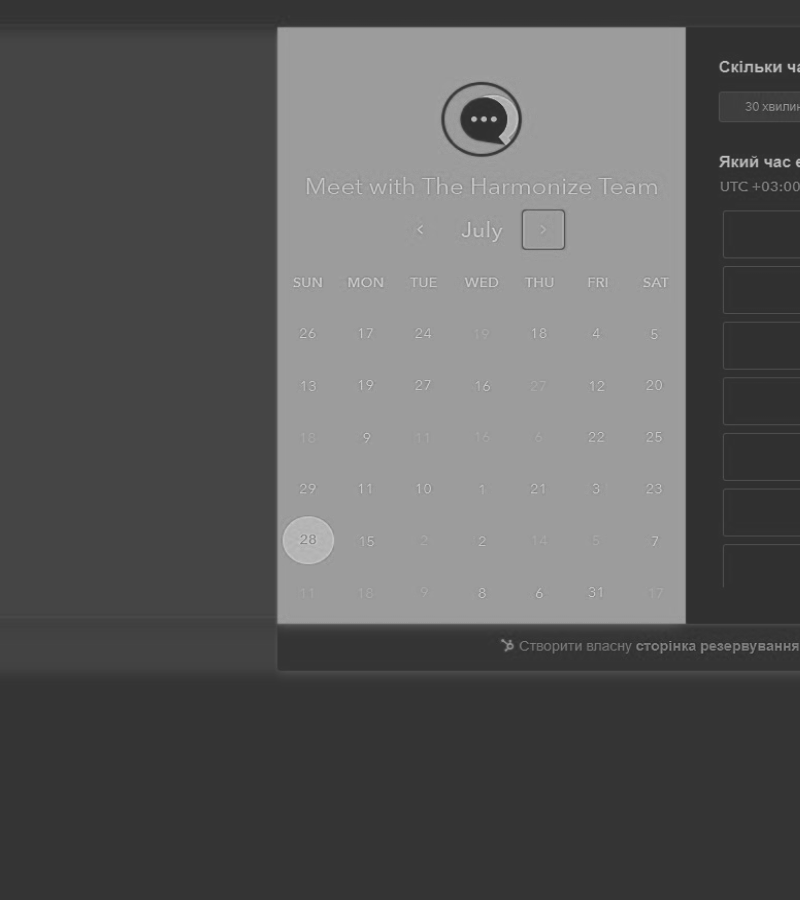 Скільки ча
30 хвилин
Який час є
UTC +03:00
Meet with The Harmonize Team
July
SUN MON TUE WED THU FRI SAT
26 17 24 19 18 4 5
13 19 27 16 27 12 20
18 9 11 16 6 22 25
29 11 10 1 21 3 23
28 15 2 2 14 5 7
11 18 9 8 6 31 17
Створити власну сторінка резервування